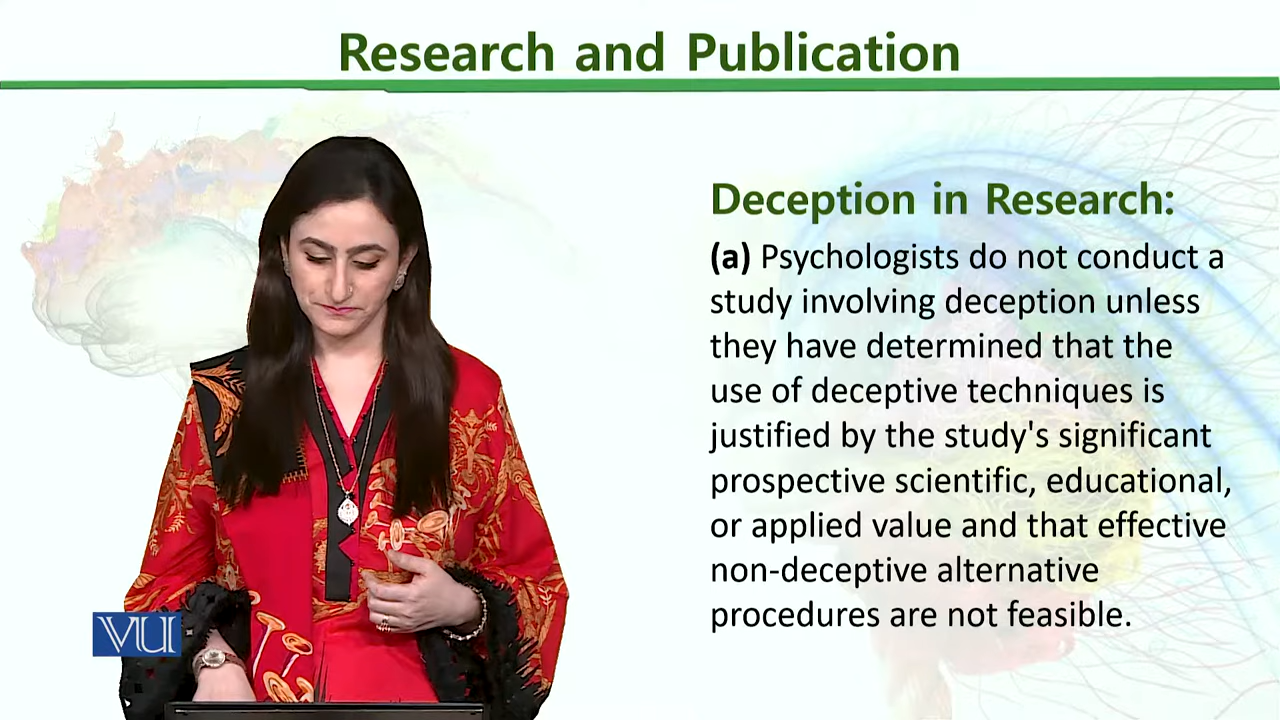 Research and Publication
Deception in Research:
(a) Psychologists do not conduct a
study involving deception unless
they have determined that the
use of deceptive techniques is
justified by the study's significant
prospective scientific, educational,
or applied value and that effective
non-deceptive alternative
procedures are not feasible.
VU